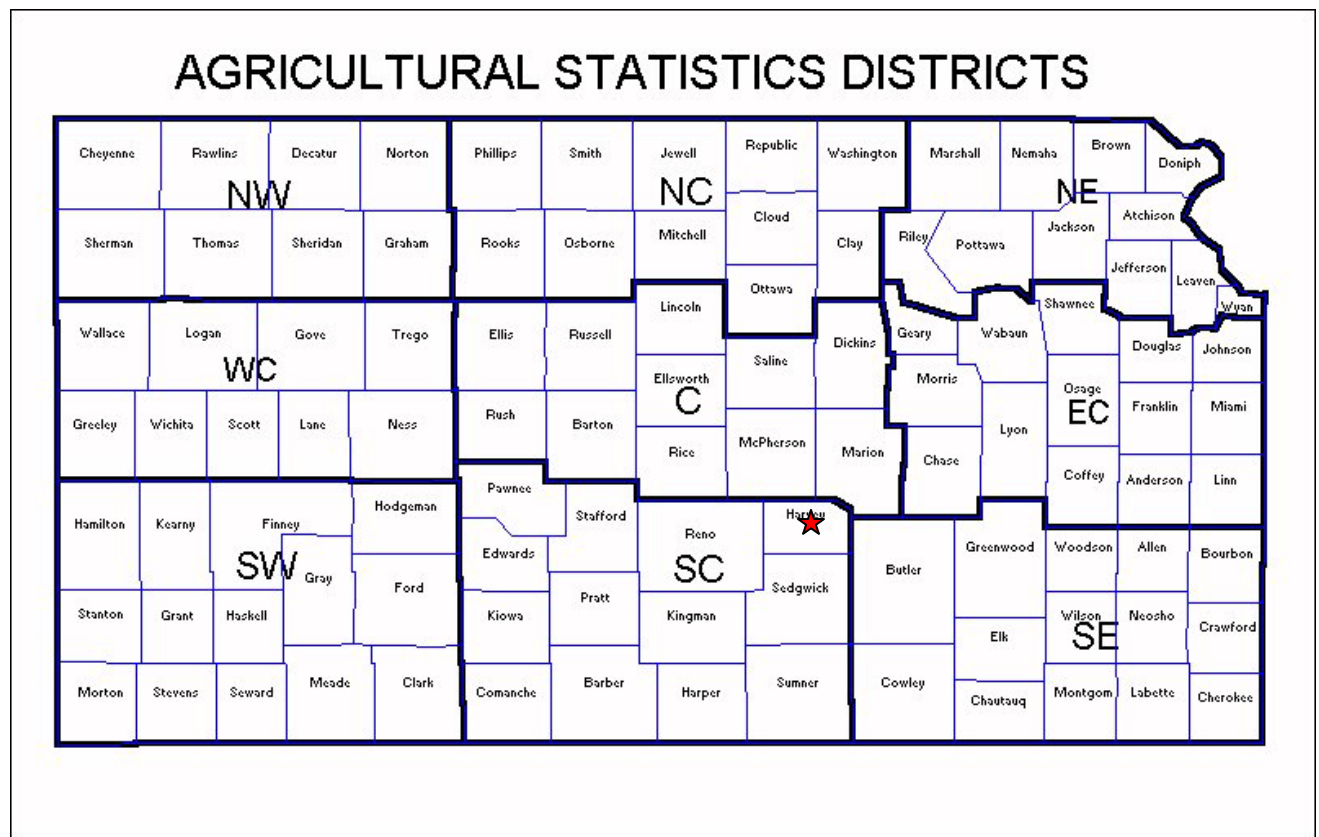 AGRICULTURAL STATISTICS DISTRICTS
Cheyenne Rawlins Decatur Norton Phillips Smith Jewell Republic Washington Marshall Nemaha Brown Doniph
NW NC NE
Sherman Thomas Sheridan Graham Rooks Osborne Mitchell Cloud Clay Riley Pottawa Jackson Atchison
Ottawa Jefferson Leaven Wyan
Wallace Logan Gove Trego Ellis Russell Lincoln Saline Dickins Geary Wabaun Shawnee Douglas Johnson
WC C EC
Ellsworth Morris Osage Franklin Miami
Greeley Wichita Scott Lane Ness Rush Barton Rice McPherson Marion Chase Lyon Coffey Anderson Linn
Hamilton Kearny Finney Hodgeman Pawnee Stafford Reno Harvey Greenwood Woodson Allen Bourbon
SW SC SE
Gray Ford Edwards Sedgwick Butler
Stanton Grant Haskell Kiowa Pratt Kingman Elk Wilson Neosho Crawford
Morton Stevens Seward Meade Clark Comanche Barber Harper Sumner Cowley Chautauq Montgom Labette Cherokee